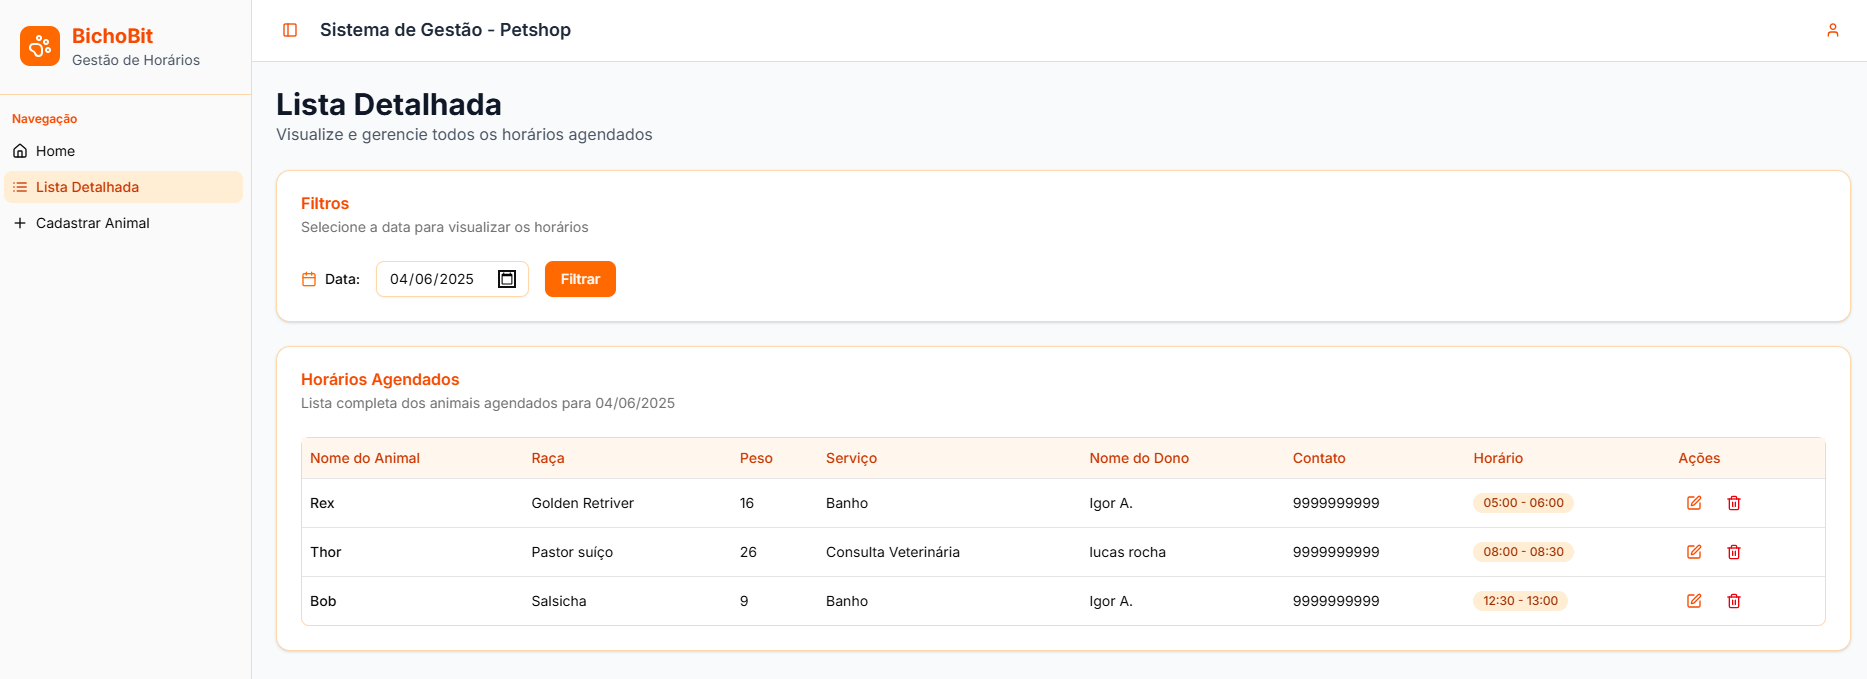 BichoBit
Gestão de Horários
Navegação
Home
Lista Detalhada
Cadastrar Animal
Sistema de Gestão - Petshop
Lista Detalhada
Visualize e gerencie todos os horários agendados
Filtros
Selecione a data para visualizar os horários
Data: 04/06/2025 Filtrar
Horários Agendados
Lista completa dos animais agendados para 04/06/2025
Nome do Animal Raça Peso Serviço Nome do Dono Contato Horário Ações
Rex Golden Retriver 16 Banho Igor A. 9999999999 05:00 - 06:00
Thor Pastor suíço 26 Consulta Veterinária lucas rocha 9999999999 08:00 - 08:30
Bob Salsicha 9 Banho Igor A. 9999999999 12:30 - 13:00